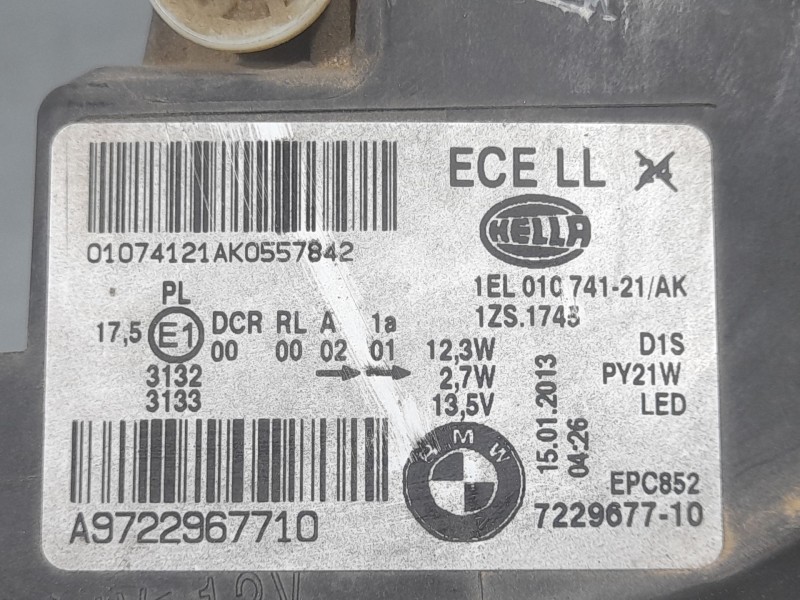 ECE LL 24
HELLA
01074121AK0557842
1EL 010 741-21/AK
1ZS.1748
PL
17,5 E1 DCR RL A 1a
00 00 02 01
3132
3133
12,3W D1S
2,7W PY21W
13,5V LED
15.01.2013
04:26
BMW
A9722967710
EPC852
7229677-10
12V